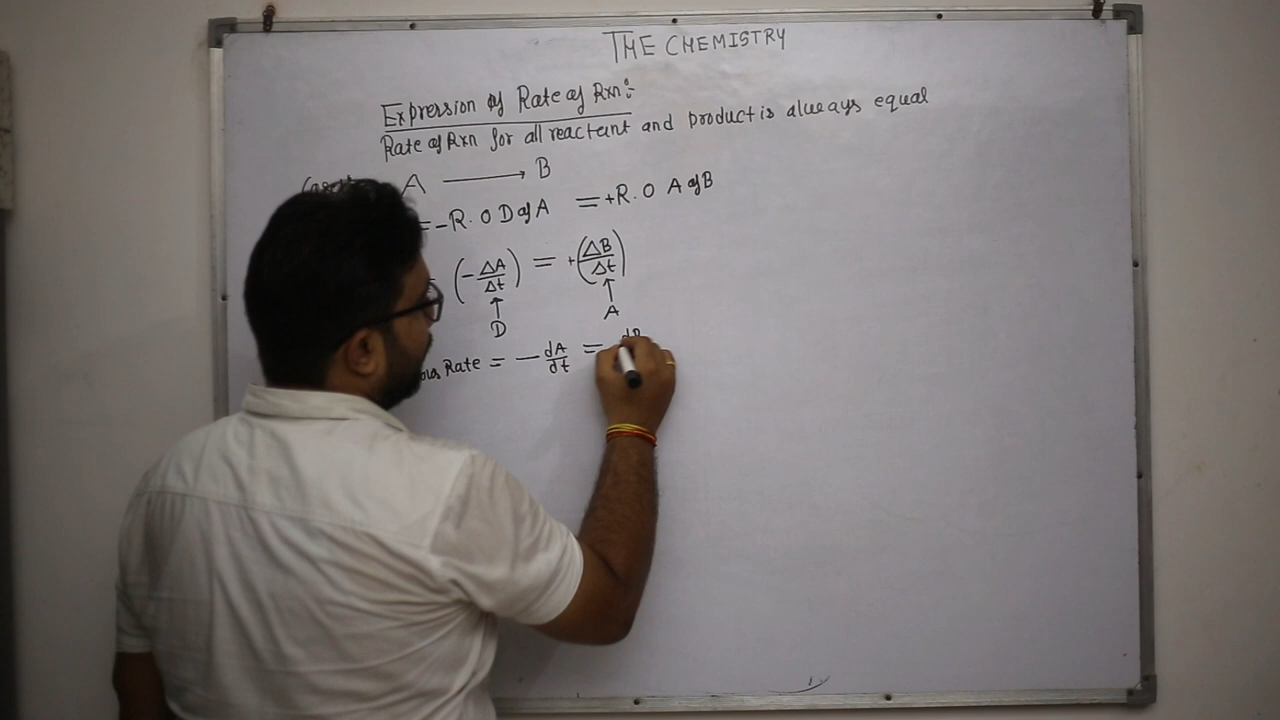 THE CHEMISTRY
Expression of Rate of Rxn:-
Rate of Rxn for all reactant and product is always equal
A ⟶ B
= -R.O D of A = +R.O A of B
(-ΔA/Δt) = +(ΔB/Δt)
↑ ↑
D A
Rate = - dA/dt =